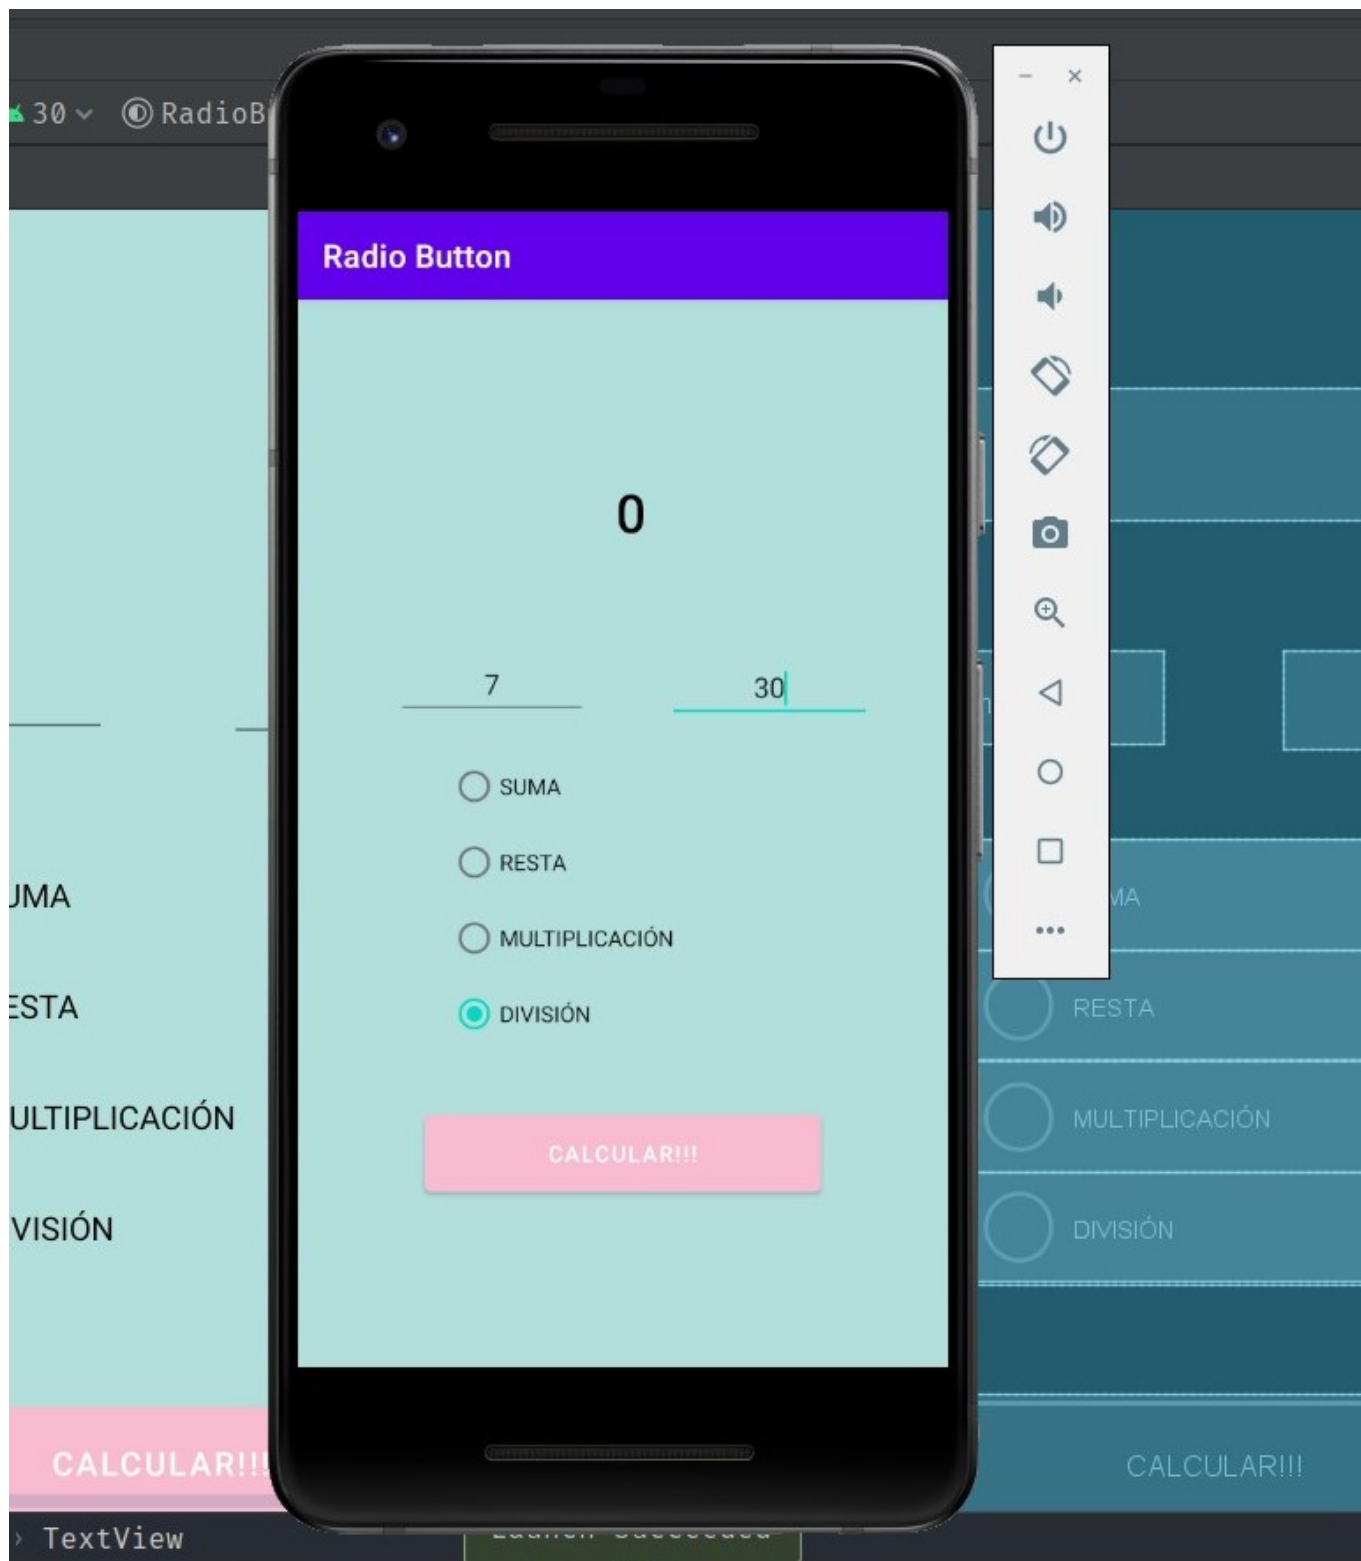 30 RadioB
Radio Button
0
7 30
SUMA
RESTA
MULTIPLICACIÓN
DIVISIÓN
CALCULAR!!!
UMA
ESTA
ULTIPLICACIÓN
VISIÓN
CALCULAR!!!
MA
RESTA
MULTIPLICACIÓN
DIVISIÓN
CALCULAR!!!
TextView